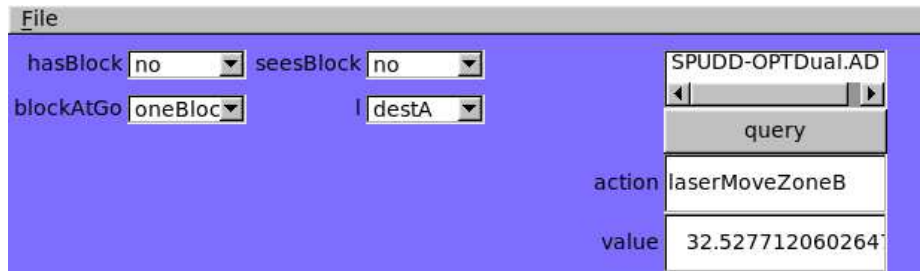 File
hasBlock no seesBlock no SPUDD-OPTDual.AD
blockAtGo oneBloc l destA
query
action laserMoveZoneB
value 32.527712060264